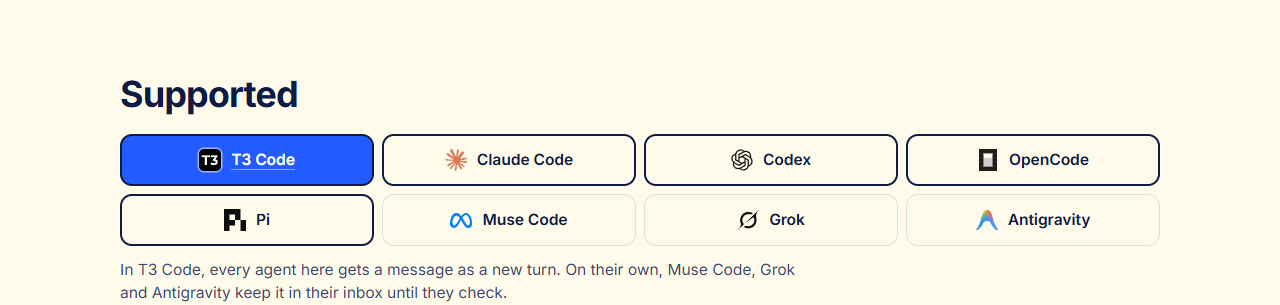 Supported
T3 T3 Code
Claude Code
Codex
OpenCode
Pi
Muse Code
Grok
Antigravity
In T3 Code, every agent here gets a message as a new turn. On their own, Muse Code, Grok
and Antigravity keep it in their inbox until they check.